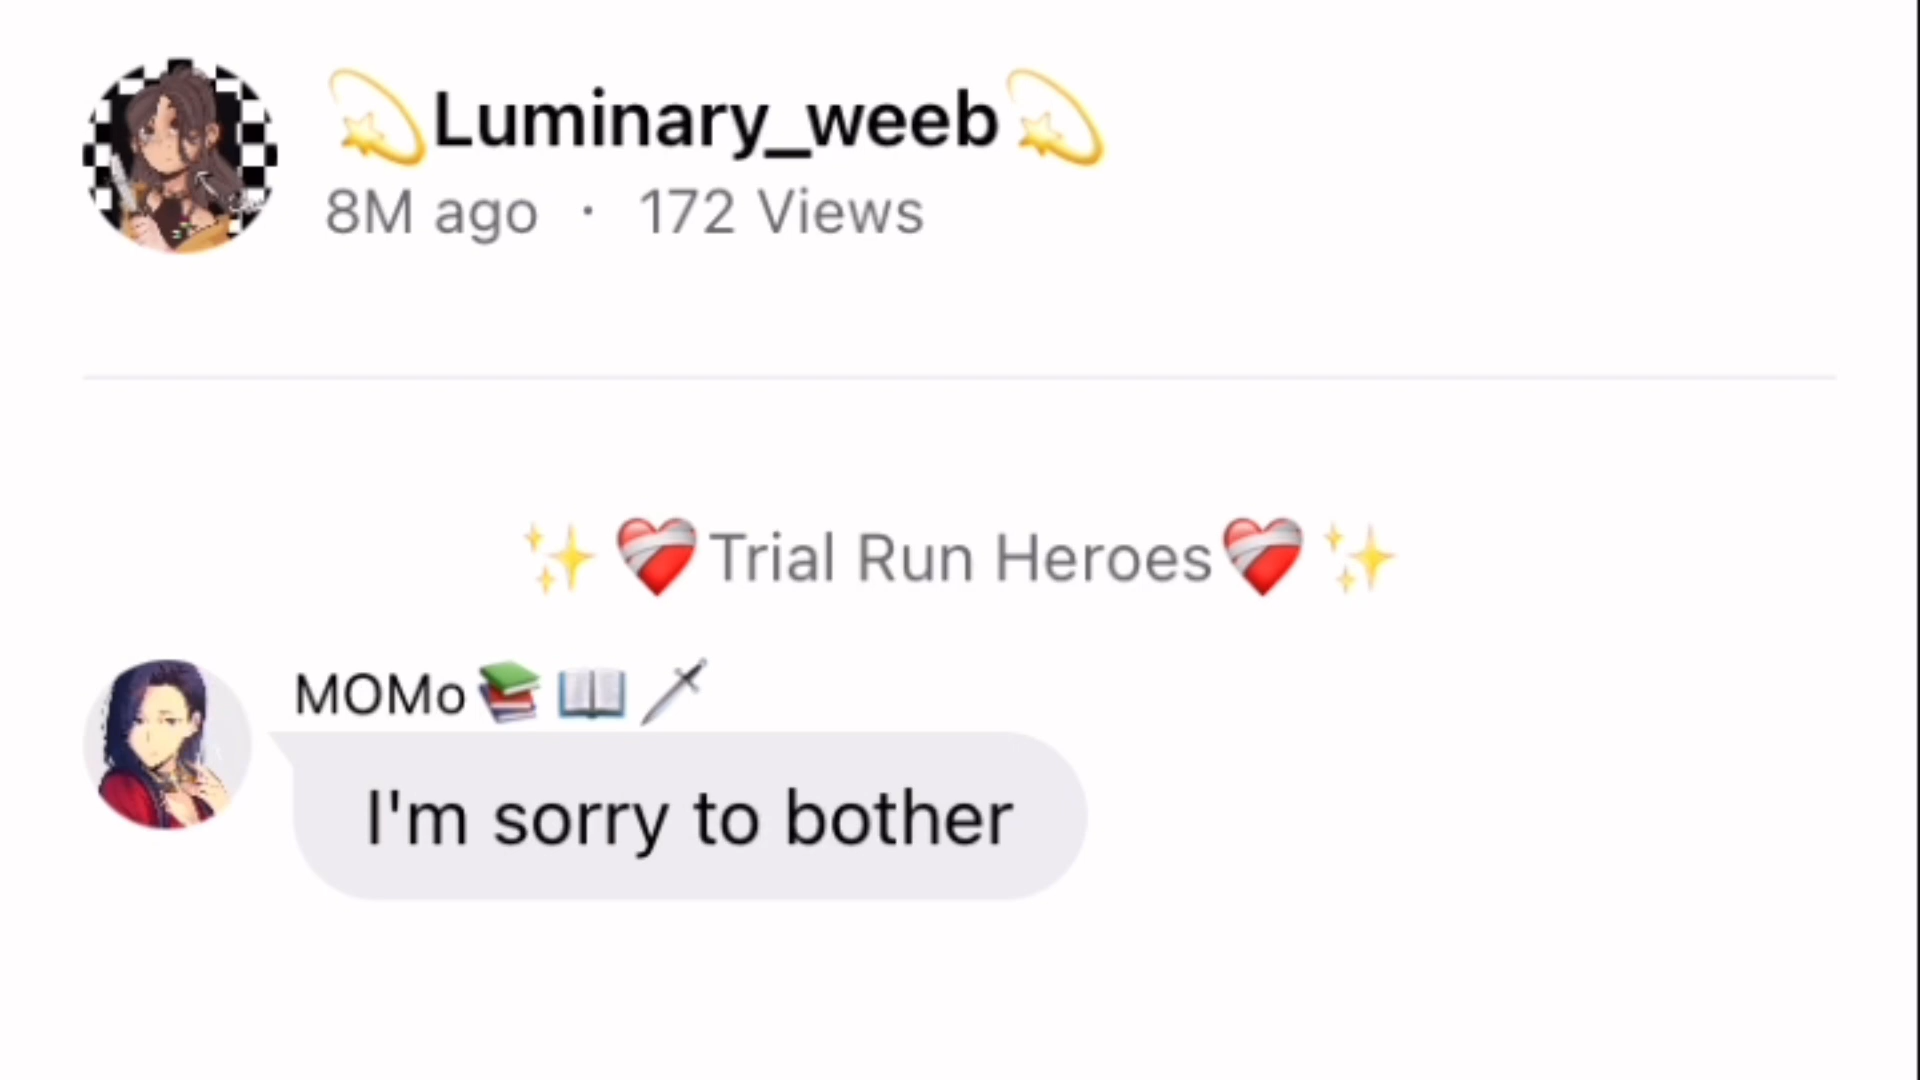 💫Luminary_weeb💫
8M ago · 172 Views
✨❤️‍🩹Trial Run Heroes❤️‍🩹✨
MOMo📚📖🗡
I'm sorry to bother